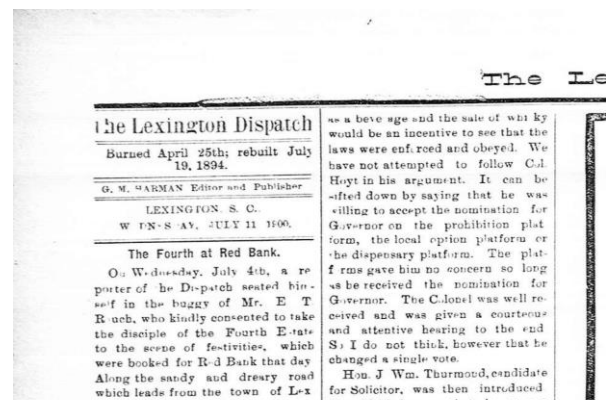 The Le
The Lexington Dispatch
Burned April 25th; rebuilt July
19, 1894.
G. M. HARMAN Editor and Publisher
LEXINGTON, S. C.,
JULY 11 1900.
The Fourth at Red Bank.
On Wednesday, July 4th, a re
porter of he Dispatch seated him-
self in the buggy of Mr. E T
R uch, who kindly consented to take
the disciple of the Fourth Estate
to the scene of festivities, which
were booked for Red Bank that day
Along the sandy and dreary road
which leads from the town of Lex
as a beve age and the sale of whi ky
would be an incentive to see that the
laws were enforced and obeyed. We
have not attempted to follow Col.
Hoyt in his argument. It can be
sifted down by saying that he was
willing to accept the nomination for
Governor on the prohibition plat
form, the local option platform or
the dispensary platform. The plat-
f rms gave him no concern so long
as he received the nomination for
Governor. The Colonel was well re-
ceived and was given a courteous
and attentive hearing to the end
So I do not think, however that he
changed a single vote.
Hon. J Wm. Thurmond, candidate
for Solicitor, was then introduced